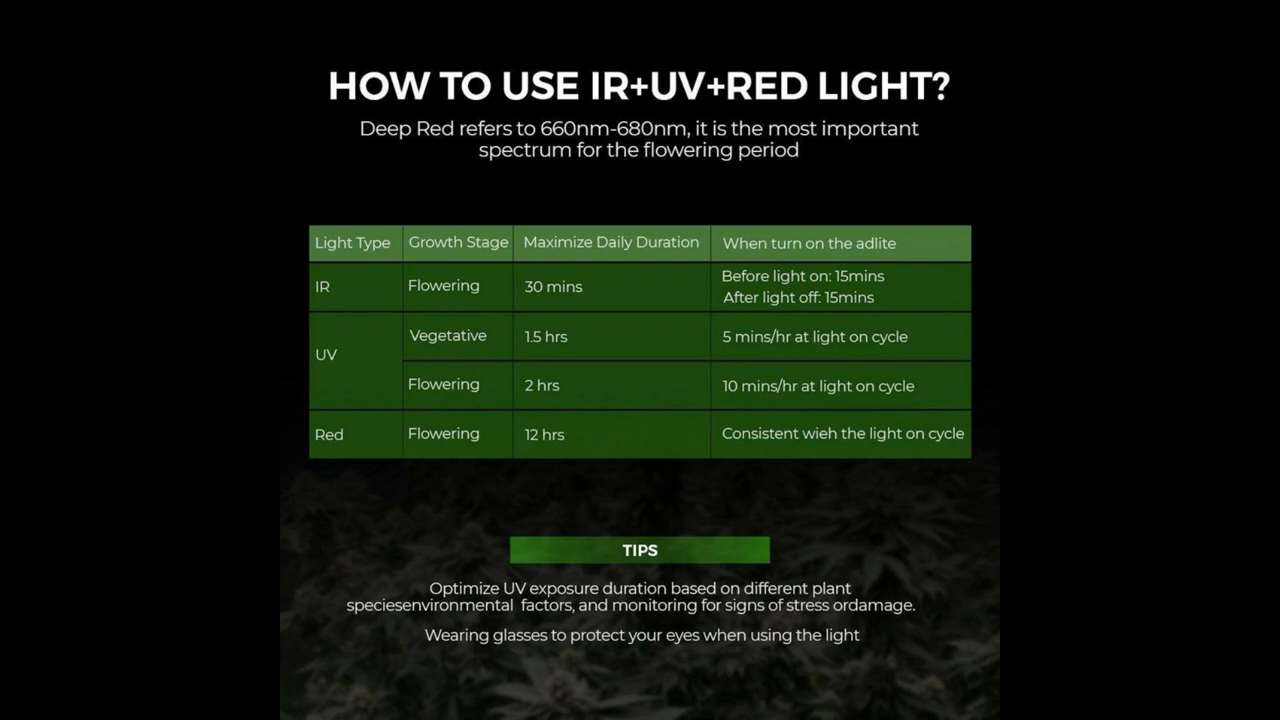 HOW TO USE IR+UV+RED LIGHT?
Deep Red refers to 660nm-680nm, it is the most important
spectrum for the flowering period
Light Type Growth Stage Maximize Daily Duration When turn on the adlite
IR Flowering 30 mins Before light on: 15mins
After light off: 15mins
UV Vegetative 1.5 hrs 5 mins/hr at light on cycle
Flowering 2 hrs 10 mins/hr at light on cycle
Red Flowering 12 hrs Consistent wieh the light on cycle
TIPS
Optimize UV exposure duration based on different plant
speciesenvironmental factors, and monitoring for signs of stress ordamage.
Wearing glasses to protect your eyes when using the light